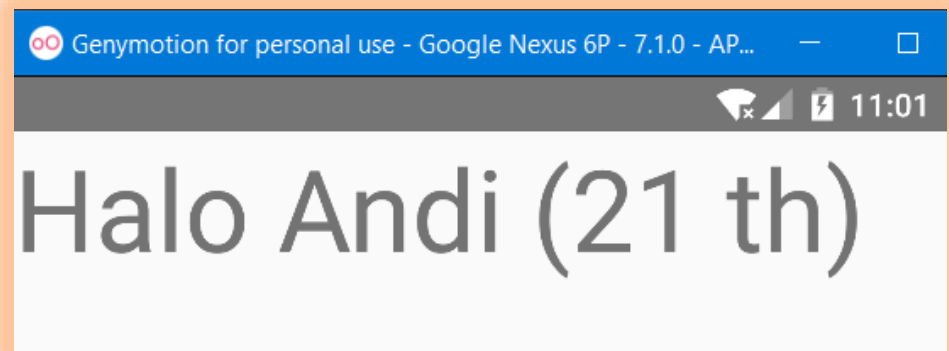 Genymotion for personal use - Google Nexus 6P - 7.1.0 - AP...
11:01
Halo Andi (21 th)